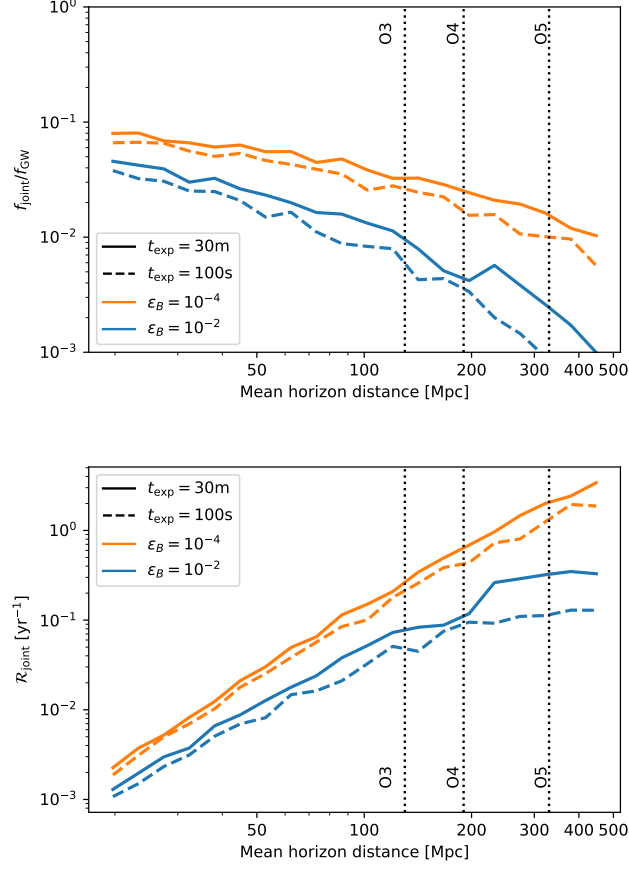 10⁰
O3
O4
O5
10⁻¹
f_joint/f_GW
10⁻²
t_exp = 30m
t_exp = 100s
ε_B = 10⁻⁴
ε_B = 10⁻²
10⁻³
50 100 200 300 400 500
Mean horizon distance [Mpc]
t_exp = 30m
t_exp = 100s
ε_B = 10⁻⁴
ε_B = 10⁻²
10⁰
10⁻¹
ℛ_joint [yr⁻¹]
10⁻²
O3
O4
O5
10⁻³
50 100 200 300 400 500
Mean horizon distance [Mpc]